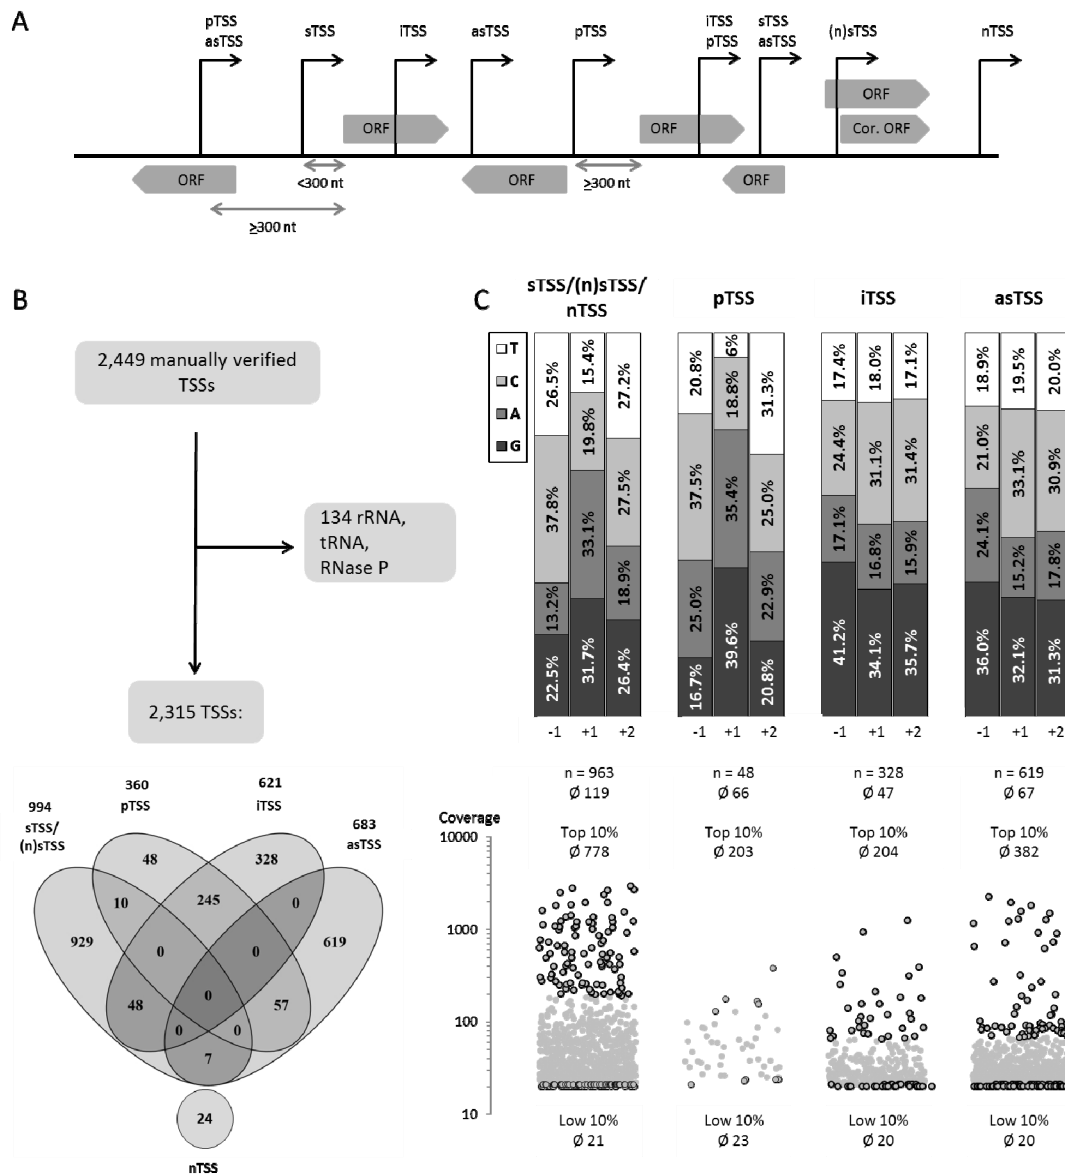 A
pTSS
asTSS
sTSS
iTSS
asTSS
pTSS
iTSS
pTSS
sTSS
asTSS
(n)sTSS
nTSS
ORF
ORF
ORF
Cor. ORF
ORF
<300 nt
ORF
≥300 nt
ORF
≥300 nt
B
2,449 manually verified
TSSs
134 rRNA,
tRNA,
RNase P
2,315 TSSs:
994
sTSS/
(n)sTSS
360
pTSS
621
iTSS
683
asTSS
48
328
10
245
0
929
0
0
619
48
0
57
0
0
7
24
nTSS
C
sTSS/(n)sTSS/
nTSS
pTSS
iTSS
asTSS
T
C
A
G
26.5%
37.8%
13.2%
22.5%
15.4%
19.8%
33.1%
31.7%
27.2%
27.5%
18.9%
26.4%
20.8%
37.5%
25.0%
16.7%
6%
18.8%
35.4%
39.6%
31.3%
25.0%
22.9%
20.8%
17.4%
24.4%
17.1%
41.2%
18.0%
31.1%
16.8%
34.1%
17.1%
31.4%
15.9%
35.7%
18.9%
21.0%
24.1%
36.0%
19.5%
33.1%
15.2%
32.1%
20.0%
30.9%
17.8%
31.3%
-1 +1 +2
-1 +1 +2
-1 +1 +2
-1 +1 +2
n = 963
Ø 119
n = 48
Ø 66
n = 328
Ø 47
n = 619
Ø 67
Coverage
10000
1000
100
10
Top 10%
Ø 778
Top 10%
Ø 203
Top 10%
Ø 204
Top 10%
Ø 382
Low 10%
Ø 21
Low 10%
Ø 23
Low 10%
Ø 20
Low 10%
Ø 20